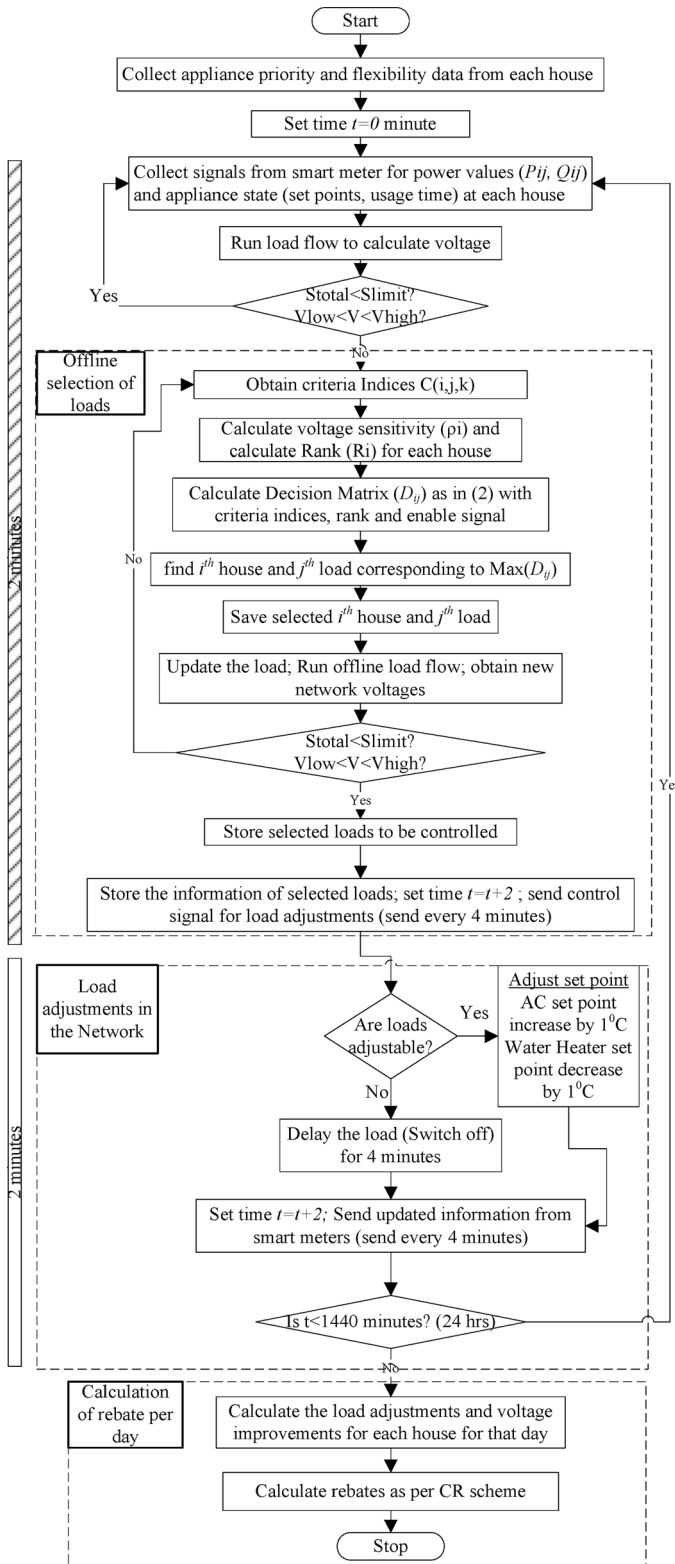 Start
Collect appliance priority and flexibility data from each house
Set time t=0 minute
Collect signals from smart meter for power values (Pij, Qij)
and appliance state (set points, usage time) at each house
Run load flow to calculate voltage
Yes
Stotal<Slimit?
Vlow<V<Vhigh?
No
Offline
selection of
loads
Obtain criteria Indices C(i,j,k)
Calculate voltage sensitivity (ρi) and
calculate Rank (Ri) for each house
Calculate Decision Matrix (Dij) as in (2) with
criteria indices, rank and enable signal
2 minutes
No
find ith house and jth load corresponding to Max(Dij)
Save selected ith house and jth load
Update the load; Run offline load flow; obtain new
network voltages
Stotal<Slimit?
Vlow<V<Vhigh?
Ye
Yes
Store selected loads to be controlled
Store the information of selected loads; set time t=t+2 ; send control
signal for load adjustments (send every 4 minutes)
Load
adjustments in
the Network
Are loads
adjustable?
Yes
Adjust set point
AC set point
increase by 1⁰C
Water Heater set
point decrease
by 1⁰C
No
Delay the load (Switch off)
for 4 minutes
2 minutes
Set time t=t+2; Send updated information from
smart meters (send every 4 minutes)
Is t<1440 minutes? (24 hrs)
No
Calculation
of rebate per
day
Calculate the load adjustments and voltage
improvements for each house for that day
Calculate rebates as per CR scheme
Stop